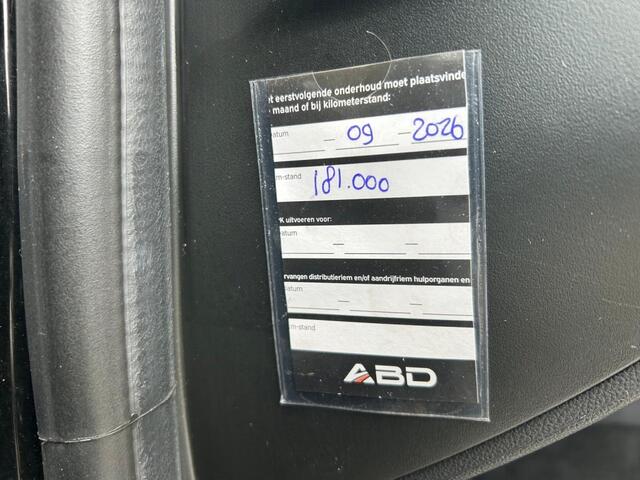 t eerstvolgende onderhoud moet plaatsvinde
maand of bij kilometerstand:
atum – 09 – 2026
m-stand 181.000
K uitvoeren voor:
atum – –
ervangen distributieriem en/of aandrijfriem hulporganen en
atum – –
m-stand
ABD